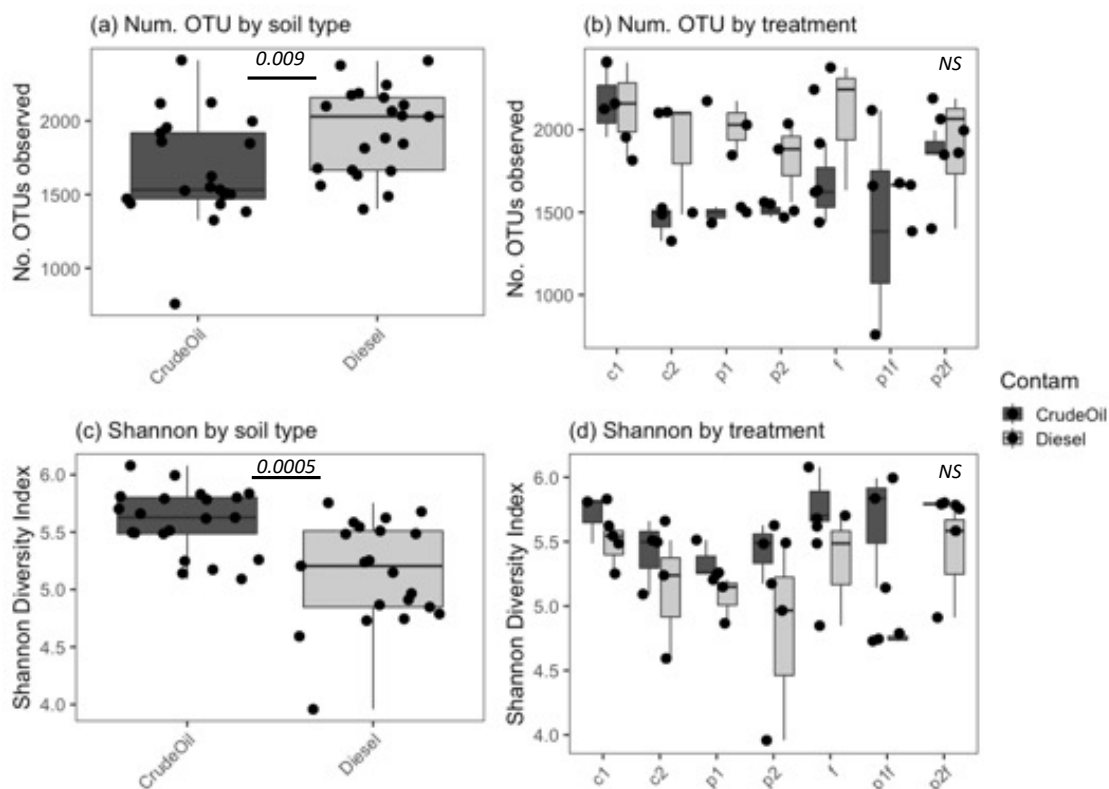 (a) Num. OTU by soil type
0.009
No. OTUs observed
2000
1500
1000
CrudeOil
Diesel
(b) Num. OTU by treatment
NS
No. OTUs observed
2000
1500
1000
c1
c2
p1
p2
f
p1f
p2f
Contam
CrudeOil
Diesel
(c) Shannon by soil type
0.0005
Shannon Diversity Index
6.0
5.5
5.0
4.5
4.0
CrudeOil
Diesel
(d) Shannon by treatment
NS
Shannon Diversity Index
6.0
5.5
5.0
4.5
4.0
c1
c2
p1
p2
f
p1f
p2f